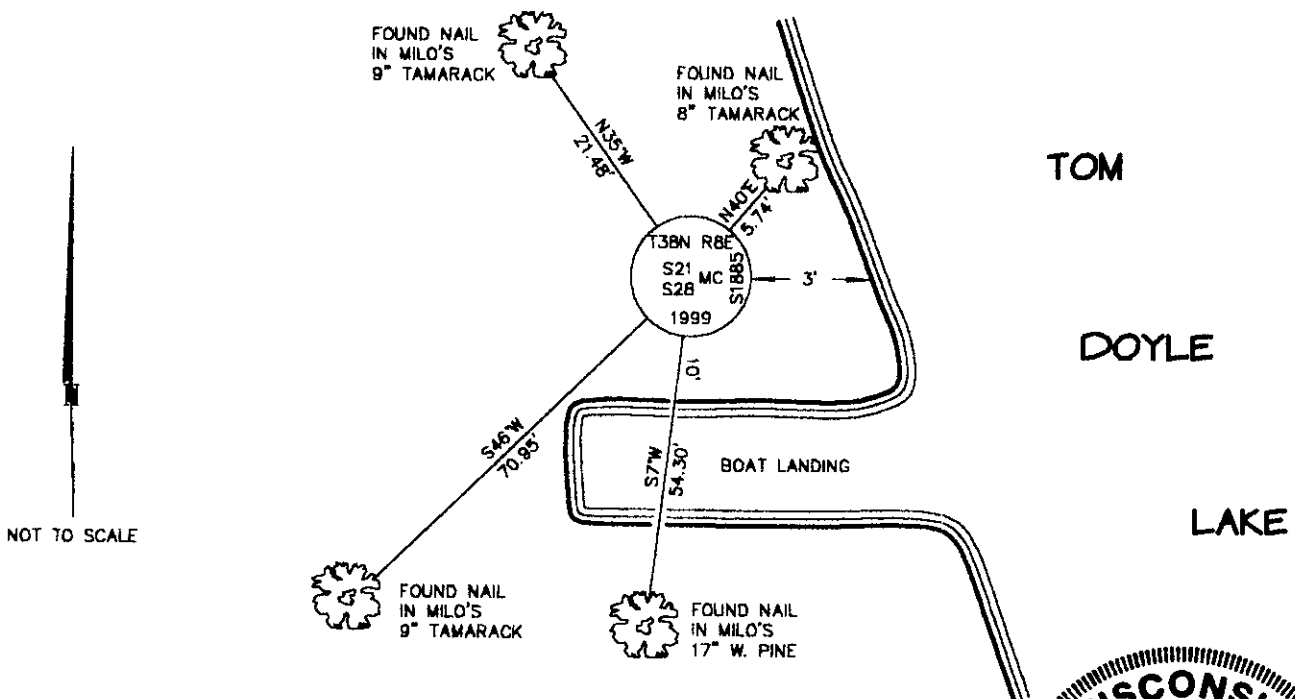 FOUND NAIL
IN MILO'S
9" TAMARACK
FOUND NAIL
IN MILO'S
8" TAMARACK
N35°W
21.48'
N40°E
5.74'
TOM
T38N R8E
S21
S28
MC
S1885
1999
3'
DOYLE
10'
S46°W
70.95'
S7°W
54.30'
BOAT LANDING
LAKE
NOT TO SCALE
N
FOUND NAIL
IN MILO'S
9" TAMARACK
FOUND NAIL
IN MILO'S
17" W. PINE
ISCONS